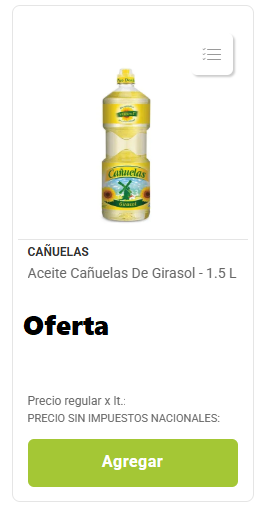 Cañuelas
Girasol
CAÑUELAS
Aceite Cañuelas De Girasol - 1.5 L
Oferta
Precio regular x lt.:
PRECIO SIN IMPUESTOS NACIONALES:
Agregar